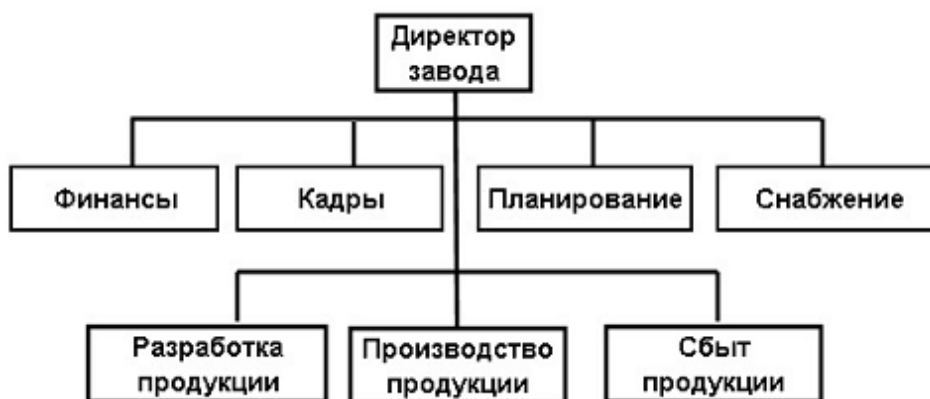 Директор
завода
Финансы
Кадры
Планирование
Снабжение
Разработка
продукции
Производство
продукции
Сбыт
продукции